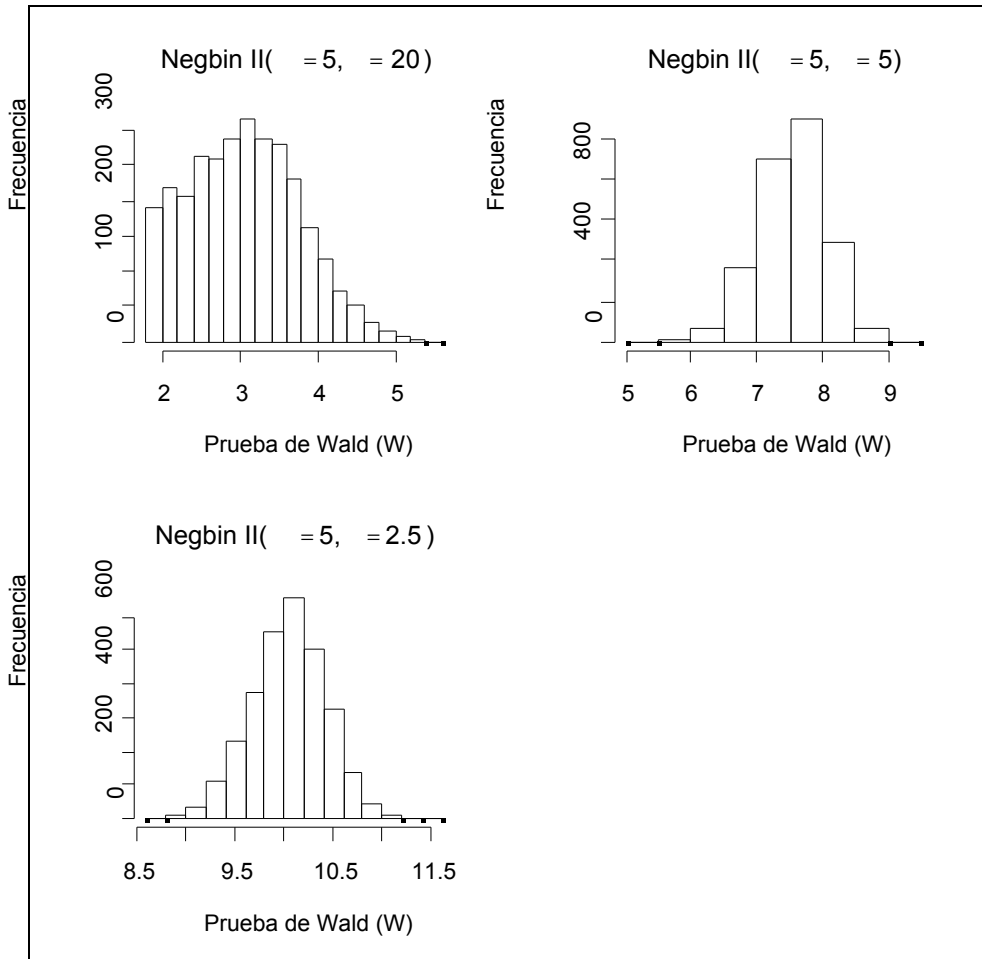 Negbin II( = 5, = 20)
Frecuencia
300
200
100
0
2 3 4 5
Prueba de Wald (W)
Negbin II( = 5, = 5)
Frecuencia
800
400
0
5 6 7 8 9
Prueba de Wald (W)
Negbin II( = 5, = 2.5)
Frecuencia
600
400
200
0
8.5 9.5 10.5 11.5
Prueba de Wald (W)